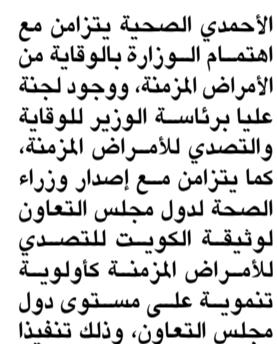 الأحمدي الصحية يتزامن مع
اهتمام الوزارة بالوقاية من
الأمراض المزمنة، ووجود لجنة
عليا برئاسة الوزير للوقاية
والتصدي للأمراض المزمنة،
كما يتزامن مع إصدار وزراء
الصحة لدول مجلس التعاون
لوثيقة الكويت للتصدي
للأمراض المزمنة كأولوية
تنموية على مستوى دول
مجلس التعاون، وذلك تنفيذا